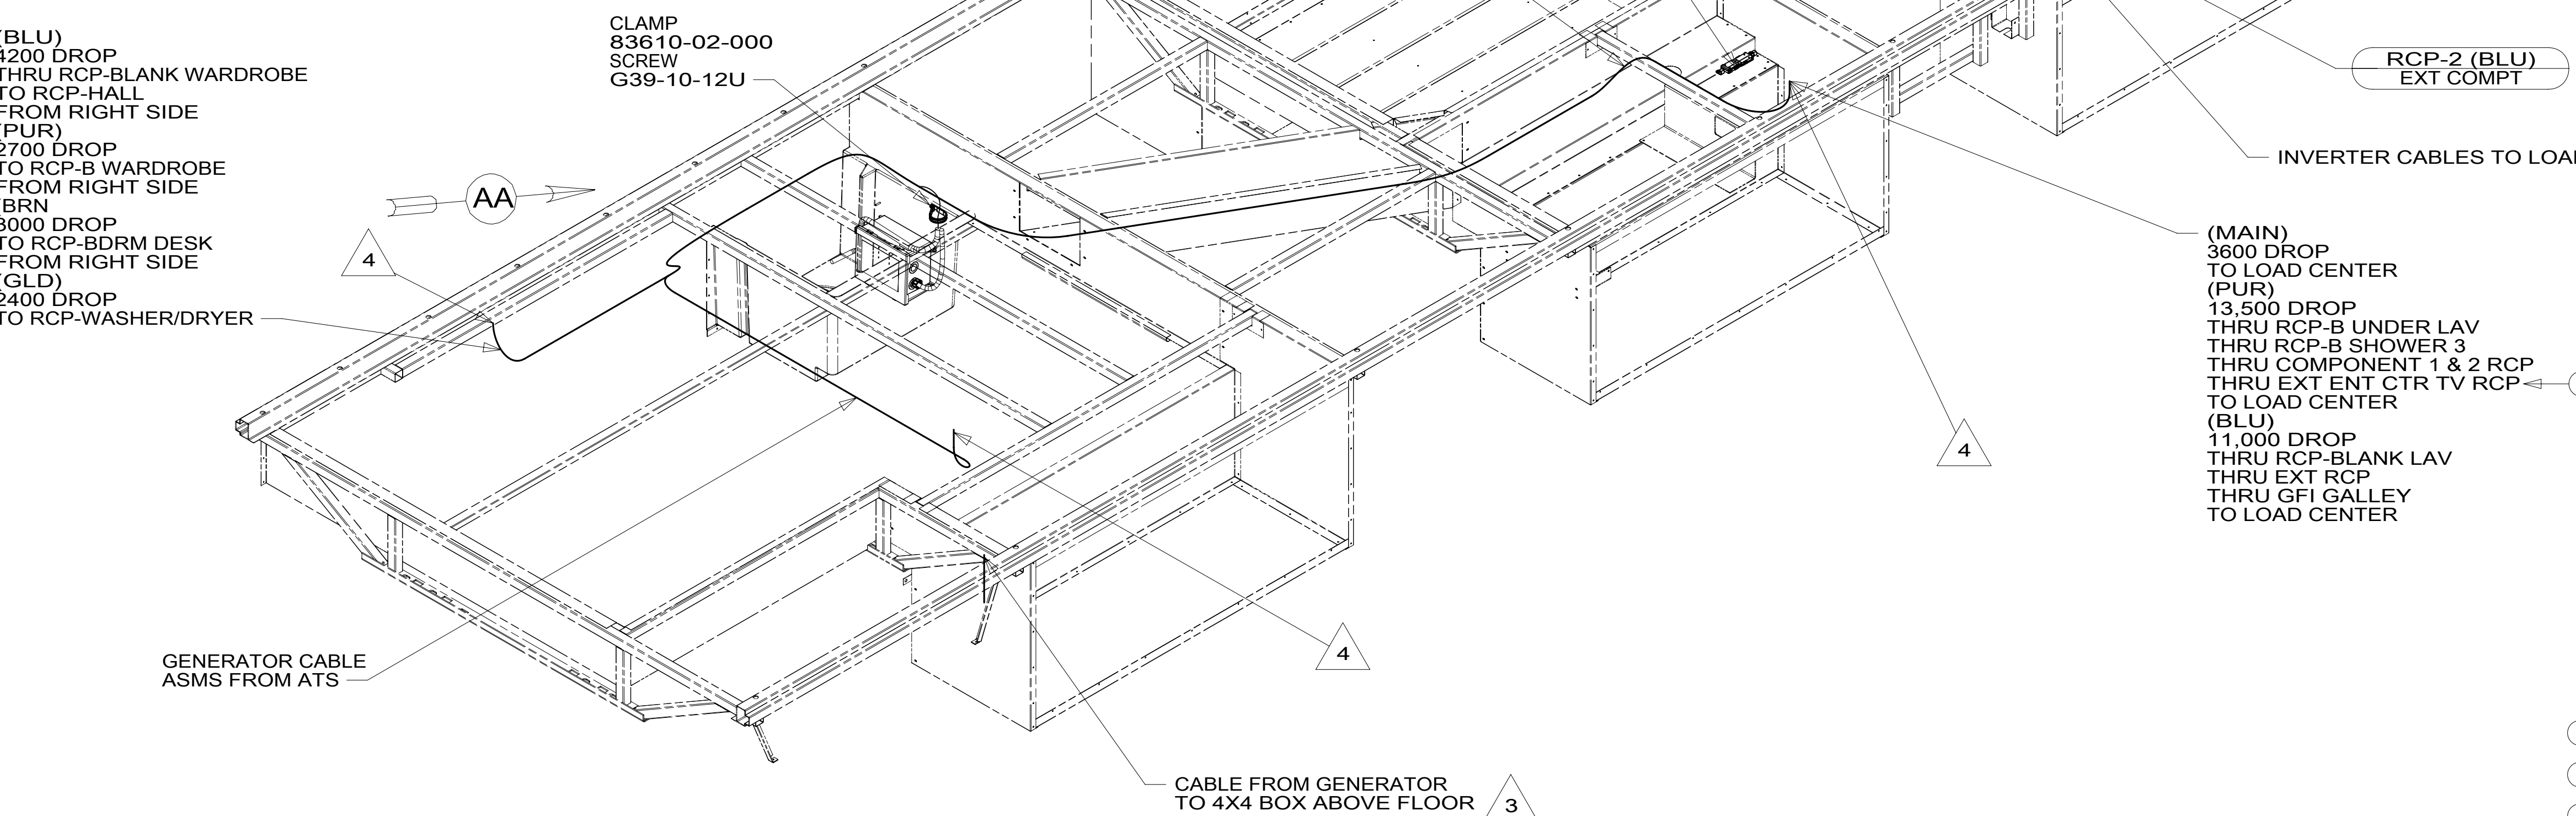 (BLU)
4200 DROP
THRU RCP-BLANK WARDROBE
TO RCP-HALL
FROM RIGHT SIDE
(PUR)
2700 DROP
TO RCP-B WARDROBE
FROM RIGHT SIDE
(BRN
3000 DROP
TO RCP-BDRM DESK
FROM RIGHT SIDE
(GLD)
2400 DROP
TO RCP-WASHER/DRYER
CLAMP
83610-02-000
SCREW
G39-10-12U
AA
4
GENERATOR CABLE
ASMS FROM ATS
4
CABLE FROM GENERATOR
TO 4X4 BOX ABOVE FLOOR
3
4
RCP-2 (BLU)
EXT COMPT
INVERTER CABLES TO LOA
(MAIN)
3600 DROP
TO LOAD CENTER
(PUR)
13,500 DROP
THRU RCP-B UNDER LAV
THRU RCP-B SHOWER 3
THRU COMPONENT 1 & 2 RCP
THRU EXT ENT CTR TV RCP
TO LOAD CENTER
(BLU)
11,000 DROP
THRU RCP-BLANK LAV
THRU EXT RCP
THRU GFI GALLEY
TO LOAD CENTER